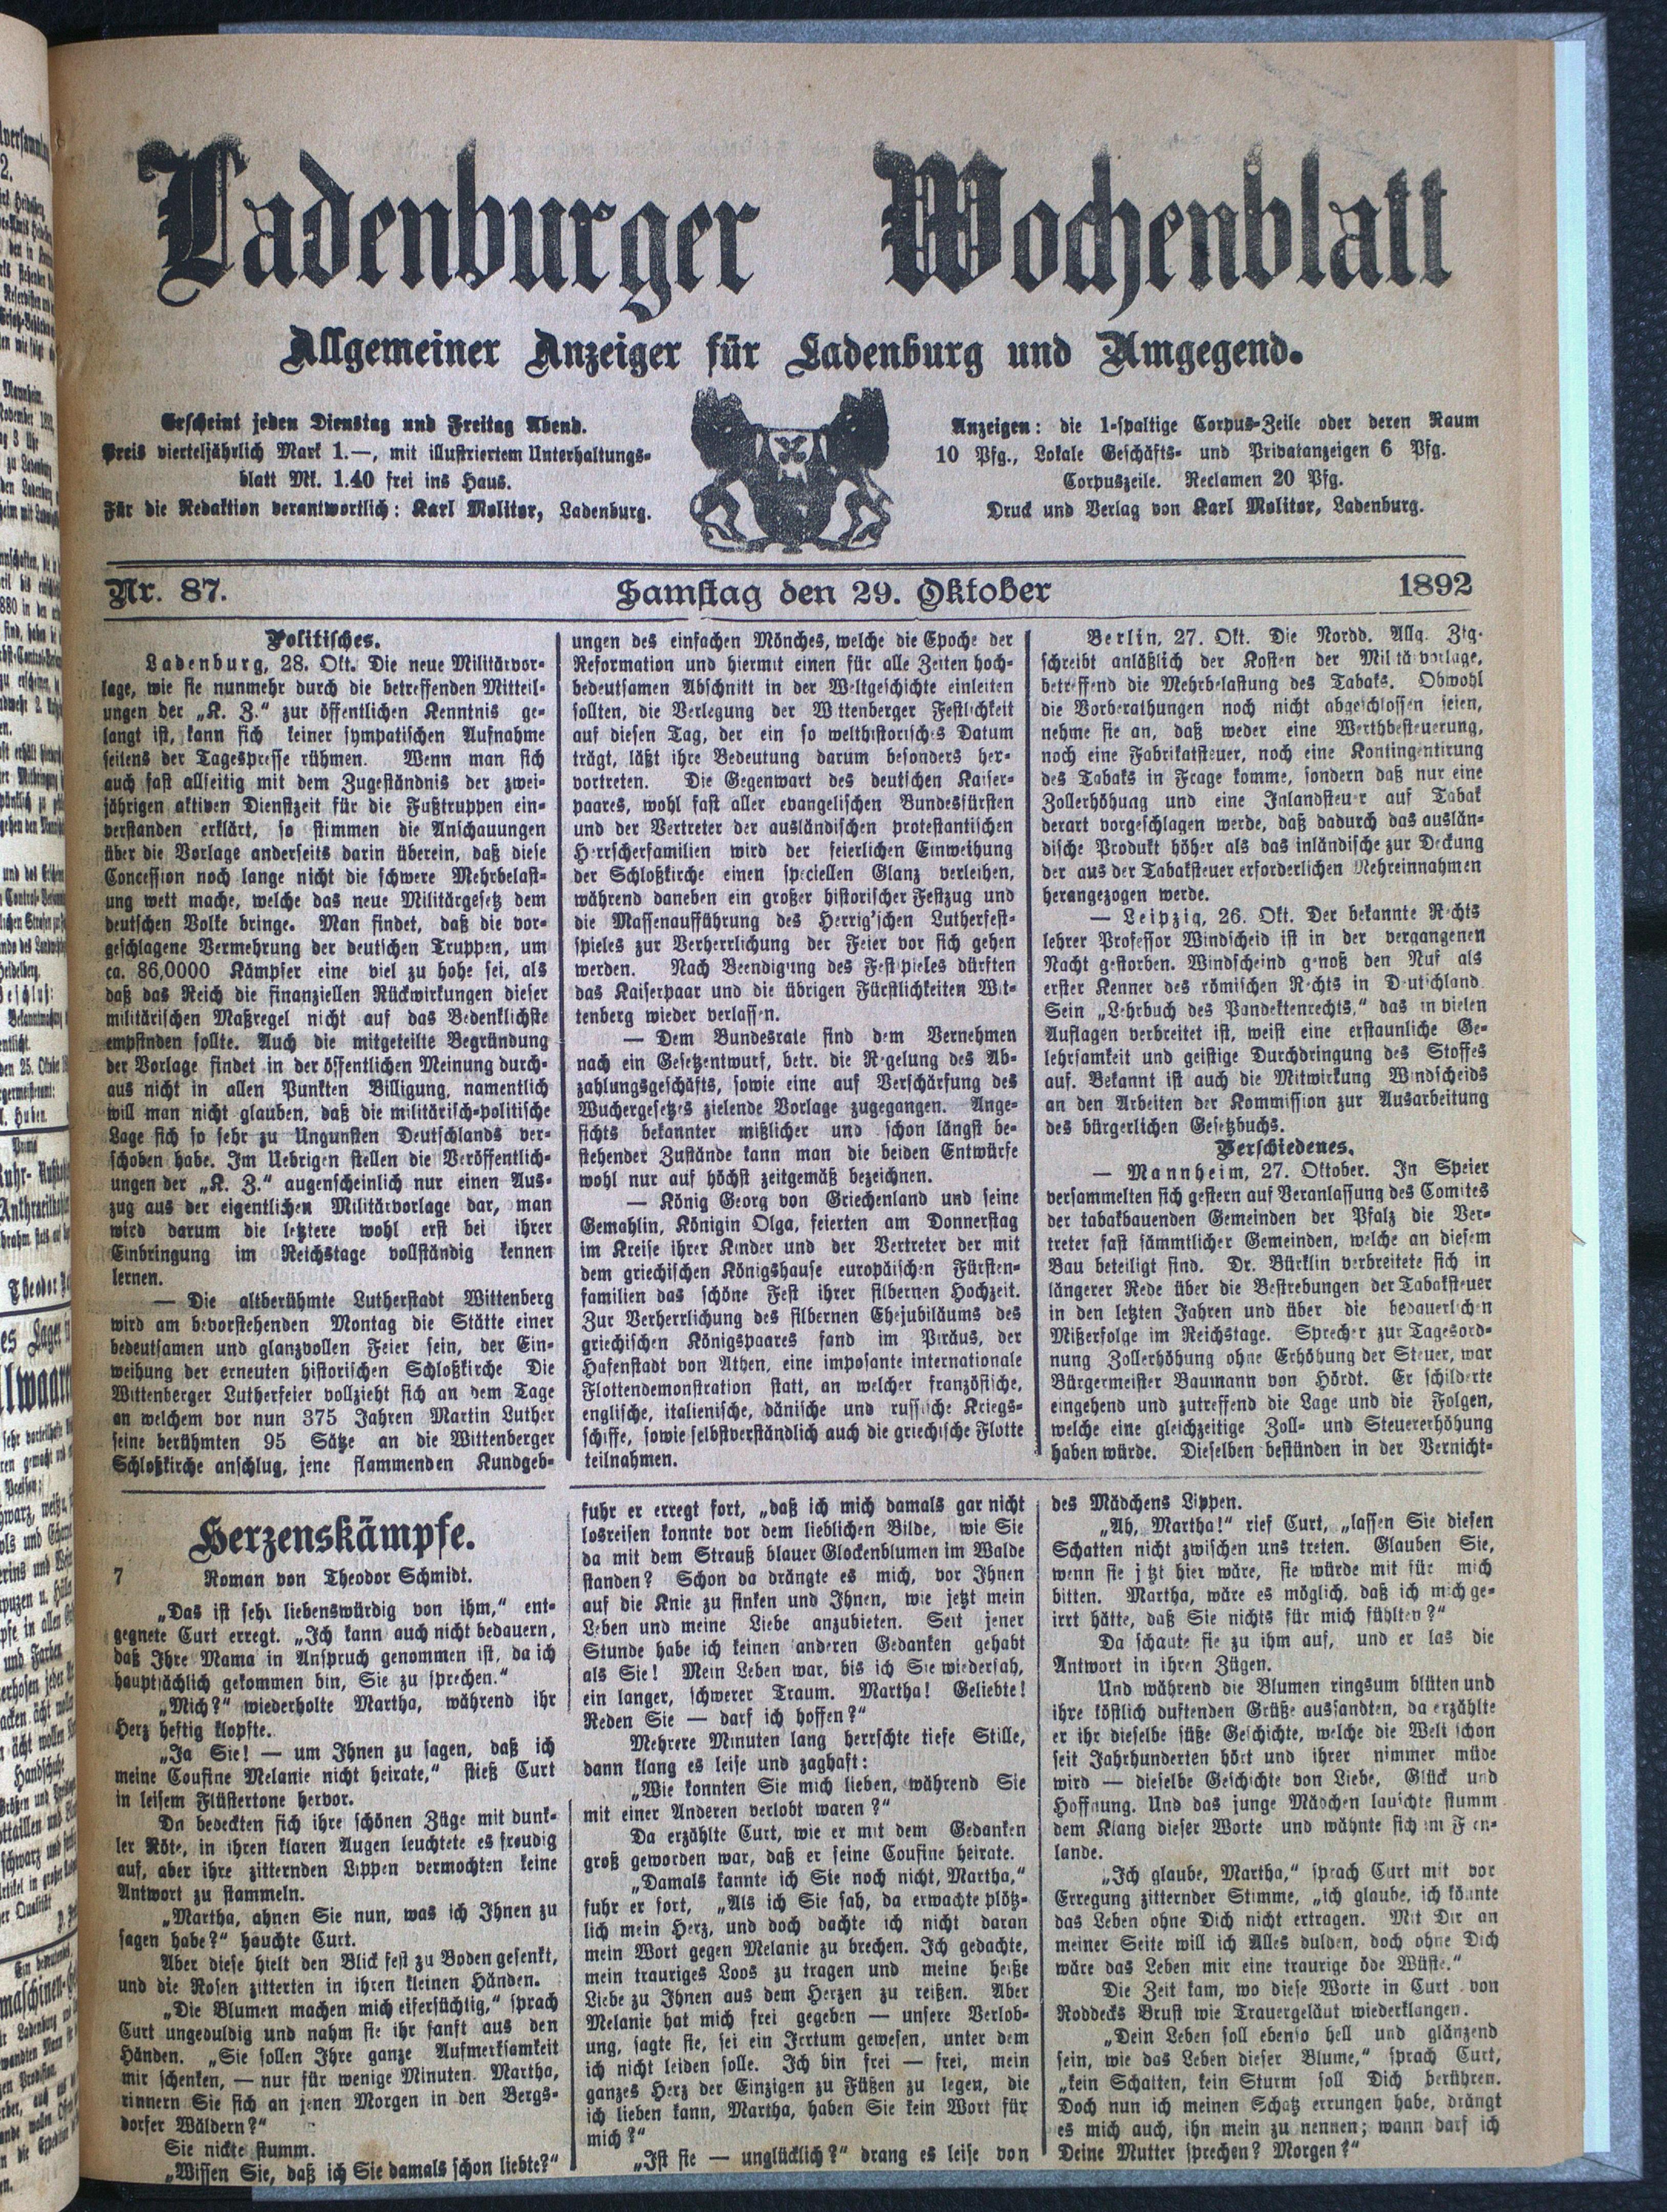 Ladenburger Wochenblatt
Allgemeiner Anzeiger für Ladenburg und Umgegend.
Erscheint jeden Dienstag und Freitag Abend.
Preis vierteljährlich Mark 1.—, mit illustriertem Unterhaltungs-
blatt Mk. 1.40 frei ins Haus.
Für die Redaktion verantwortlich: Karl Molitor, Ladenburg.
Anzeigen: die 1-spaltige Corpus-Zeile oder deren Raum
10 Pfg., Lokale Geschäfts- und Privatanzeigen 6 Pfg.
Corpuszeile. Reclamen 20 Pfg.
Druck und Verlag von Karl Molitor, Ladenburg.
Nr. 87. Samstag den 29. Oktober 1892
Politisches.
Ladenburg, 28. Okt. Die neue Militärvor-
lage, wie sie nunmehr durch die betreffenden Mitteil-
ungen der „K. Z.“ zur öffentlichen Kenntnis ge-
langt ist, kann sich keiner sympatischen Aufnahme
seitens der Tagespresse rühmen. Wenn man sich
auch fast allseitig mit dem Zugeständnis der zwei-
jährigen aktiven Dienstzeit für die Fußtruppen ein-
verstanden erklärt, so stimmen die Anschauungen
über die Vorlage anderseits darin überein, daß diese
Concession noch lange nicht die schwere Mehrbelast-
ung wett mache, welche das neue Militärgesetz dem
deutschen Volke bringe. Man findet, daß die vor-
geschlagene Vermehrung der deutschen Truppen, um
ca. 86,0000 Kämpfer eine viel zu hohe sei, als
daß das Reich die finanziellen Rückwirkungen dieser
militärischen Maßregel nicht auf das Bedenklichste
empfinden sollte. Auch die mitgeteilte Begründung
der Vorlage findet in der öffentlichen Meinung durch-
aus nicht in allen Punkten Billigung, namentlich
will man nicht glauben, daß die militärisch-politische
Lage sich so sehr zu Ungunsten Deutschlands ver-
schoben habe. Im Uebrigen stellen die Veröffentlich-
ungen der „K. Z.“ augenscheinlich nur einen Aus-
zug aus der eigentlichen Militärvorlage dar, man
wird darum die letztere wohl erst bei ihrer
Einbringung im Reichstage vollständig kennen
lernen.
— Die altberühmte Lutherstadt Wittenberg
wird am bevorstehenden Montag die Stätte einer
bedeutsamen und glanzvollen Feier sein, der Ein-
weihung der erneuten historischen Schloßkirche Die
Wittenberger Lutherfeier vollzieht sich an dem Tage
an welchem vor nun 375 Jahren Martin Luther
seine berühmten 95 Sätze an die Wittenberger
Schloßkirche anschlug, jene flammenden Kundgeb-
ungen des einfachen Mönches, welche die Epoche der
Reformation und hiermit einen für alle Zeiten hoch-
bedeutsamen Abschnitt in der Weltgeschichte einleiten
sollten, die Verlegung der Wittenberger Festlichkeit
auf diesen Tag, der ein so welthistorisches Datum
trägt, läßt ihre Bedeutung darum besonders her-
vortreten. Die Gegenwart des deutschen Kaiser-
paares, wohl fast aller evangelischen Bundesfürsten
und der Vertreter der ausländischen protestantischen
Herrscherfamilien wird der feierlichen Einweihung
der Schloßkirche einen speciellen Glanz verleihen,
während daneben ein großer historischer Festzug und
die Massenaufführung des Herrig'schen Lutherfest-
spieles zur Verherrlichung der Feier vor sich gehen
werden. Nach Beendigung des Festspieles dürften
das Kaiserpaar und die übrigen Fürstlichkeiten Wit-
tenberg wieder verlassen.
— Dem Bundesrate sind dem Vernehmen
nach ein Gesetzentwurf, betr. die Regelung des Ab-
zahlungsgeschäfts, sowie eine auf Verschärfung des
Wuchergesetzes zielende Vorlage zugegangen. Ange-
sichts bekannter mißlicher und schon längst be-
stehender Zustände kann man die beiden Entwürfe
wohl nur auf höchst zeitgemäß bezeichnen.
— König Georg von Griechenland und seine
Gemahlin, Königin Olga, feierten am Donnerstag
im Kreise ihrer Kinder und der Vertreter der mit
dem griechischen Königshause europäischen Fürsten-
familien das schöne Fest ihrer silbernen Hochzeit.
Zur Verherrlichung des silbernen Ehejubiläums des
griechischen Königspaares fand im Piräus, der
Hafenstadt von Athen, eine imposante internationale
Flottendemonstration statt, an welcher französische,
englische, italienische, dänische und russische Kriegs-
schiffe, sowie selbstverständlich auch die griechische Flotte
teilnahmen.
Berlin, 27. Okt. Die Nordd. Allg. Ztg.
schreibt anläßlich der Kosten der Militärvorlage,
betreffend die Mehrbelastung des Tabaks. Obwohl
die Vorberathungen noch nicht abgeschlossen seien,
nehme sie an, daß weder eine Werthbesteuerung,
noch eine Fabrikatsteuer, noch eine Kontingentirung
des Tabaks in Frage komme, sondern daß nur eine
Zollerhöhung und eine Inlandsteuer auf Tabak
derart vorgeschlagen werde, daß dadurch das auslän-
dische Produkt höher als das inländische zur Deckung
der aus der Tabaksteuer erforderlichen Mehreinnahmen
herangezogen werde.
— Leipzig, 26. Okt. Der bekannte Rechts
lehrer Professor Windscheid ist in der vergangenen
Nacht gestorben. Windscheind genoß den Ruf als
erster Kenner des römischen Rechts in Deutschland.
Sein „Lehrbuch des Pandektenrechts,“ das in vielen
Auflagen verbreitet ist, weist eine erstaunliche Ge-
lehrsamkeit und geistige Durchdringung des Stoffes
auf. Bekannt ist auch die Mitwirkung Windscheids
an den Arbeiten der Kommission zur Ausarbeitung
des bürgerlichen Gesetzbuchs.
Verschiedenes.
— Mannheim, 27. Oktober. In Speier
versammelten sich gestern auf Veranlassung des Comites
der tabakbauenden Gemeinden der Pfalz die Ver-
treter fast sämmtlicher Gemeinden, welche an diesem
Bau beteiligt sind. Dr. Bürklin verbreitete sich in
längerer Rede über die Bestrebungen der Tabaksteuer
in den letzten Jahren und über die bedauerlichen
Mißerfolge im Reichstage. Sprecher zur Tagesord-
nung Zollerhöhung ohne Erhöhung der Steuer, war
Bürgermeister Baumann von Hördt. Er schilderte
eingehend und zutreffend die Lage und die Folgen,
welche eine gleichzeitige Zoll- und Steuererhöhung
haben würde. Dieselben bestünden in der Vernicht-
Herzenskämpfe.
7 Roman von Theodor Schmidt.
„Das ist sehr liebenswürdig von ihm,“ ent-
gegnete Curt erregt. „Ich kann auch nicht bedauern,
daß Ihre Mama in Anspruch genommen ist, da ich
hauptsächlich gekommen bin, Sie zu sprechen.“
„Mich?“ wiederholte Martha, während ihr
Herz heftig klopfte.
„Ja Sie! — um Ihnen zu sagen, daß ich
meine Cousine Melanie nicht heirate,“ stieß Curt
in leisem Flüstertone hervor.
Da bedeckten sich ihre schönen Züge mit dunk-
ler Röte, in ihren klaren Augen leuchtete es freudig
auf, aber ihre zitternden Lippen vermochten keine
Antwort zu stammeln.
„Martha, ahnen Sie nun, was ich Ihnen zu
sagen habe?“ hauchte Curt.
Aber diese hielt den Blick fest zu Boden gesenkt,
und die Rosen zitterten in ihren kleinen Händen.
„Die Blumen machen mich eifersüchtig,“ sprach
Curt ungeduldig und nahm sie ihr sanft aus den
Händen. „Sie sollen Ihre ganze Aufmerksamkeit
mir schenken, — nur für wenige Minuten. Martha,
rinnern Sie sich an jenen Morgen in den Bergs-
dorfer Wäldern?“
Sie nickte stumm.
„Wissen Sie, daß ich Sie damals schon liebte?“
fuhr er erregt fort, „daß ich mich damals gar nicht
losreisen konnte vor dem lieblichen Bilde, wie Sie
da mit dem Strauß blauer Glockenblumen im Walde
standen? Schon da drängte es mich, vor Ihnen
auf die Knie zu sinken und Ihnen, wie jetzt mein
Leben und meine Liebe anzubieten. Seit jener
Stunde habe ich keinen anderen Gedanken gehabt
als Sie! Mein Leben war, bis ich Sie wiedersah,
ein langer, schwerer Traum. Martha! Geliebte!
Reden Sie — darf ich hoffen?“
Mehrere Minuten lang herrschte tiefe Stille,
dann klang es leise und zaghaft:
„Wie konnten Sie mich lieben, während Sie
mit einer Anderen verlobt waren?“
Da erzählte Curt, wie er mit dem Gedanken
groß geworden war, daß er seine Cousine heirate.
„Damals kannte ich Sie noch nicht, Martha,“
fuhr er fort, „Als ich Sie sah, da erwachte plötz-
lich mein Herz, und doch dachte ich nicht daran
mein Wort gegen Melanie zu brechen. Ich gedachte,
mein trauriges Loos zu tragen und meine heiße
Liebe zu Ihnen aus dem Herzen zu reißen. Aber
Melanie hat mich frei gegeben — unsere Verlob-
ung, sagte sie, sei ein Irrtum gewesen, unter dem
ich nicht leiden solle. Ich bin frei — frei, mein
ganzes Herz der Einzigen zu Füßen zu legen, die
ich lieben kann, Martha, haben Sie kein Wort für
mich?“
„Ist sie — unglücklich?“ drang es leise von
des Mädchens Lippen.
„Ah, Martha!“ rief Curt, „lassen Sie diesen
Schatten nicht zwischen uns treten. Glauben Sie,
wenn sie jetzt hier wäre, sie würde mit für mich
bitten. Martha, wäre es möglich, daß ich mich ge-
irrt hätte, daß Sie nichts für mich fühlten?“
Da schaute sie zu ihm auf, und er las die
Antwort in ihren Zügen.
Und während die Blumen ringsum blüten und
ihre köstlich duftenden Grüße aussandten, da erzählte
er ihr dieselbe süße Geschichte, welche die Welt schon
seit Jahrhunderten hört und ihrer nimmer müde
wird — dieselbe Geschichte von Liebe, Glück und
Hoffnung. Und das junge Mädchen lauschte stumm
dem Klang dieser Worte und wähnte sich im Feen-
lande.
„Ich glaube, Martha,“ sprach Curt mit vor
Erregung zitternder Stimme, „ich glaube, ich könnte
das Leben ohne Dich nicht ertragen. Mit Dir an
meiner Seite will ich Alles dulden, doch ohne Dich
wäre das Leben mir eine traurige öde Wüste.“
Die Zeit kam, wo diese Worte in Curt von
Roddecks Brust wie Trauergeläut wiederklangen.
„Dein Leben soll ebenso hell und glänzend
sein, wie das Leben dieser Blume,“ sprach Curt,
„kein Schatten, kein Sturm soll Dich berühren.
Doch nun ich meinen Schatz errungen habe, drängt
es mich auch, ihn mein zu nennen; wann darf ich
Deine Mutter sprechen? Morgen?“